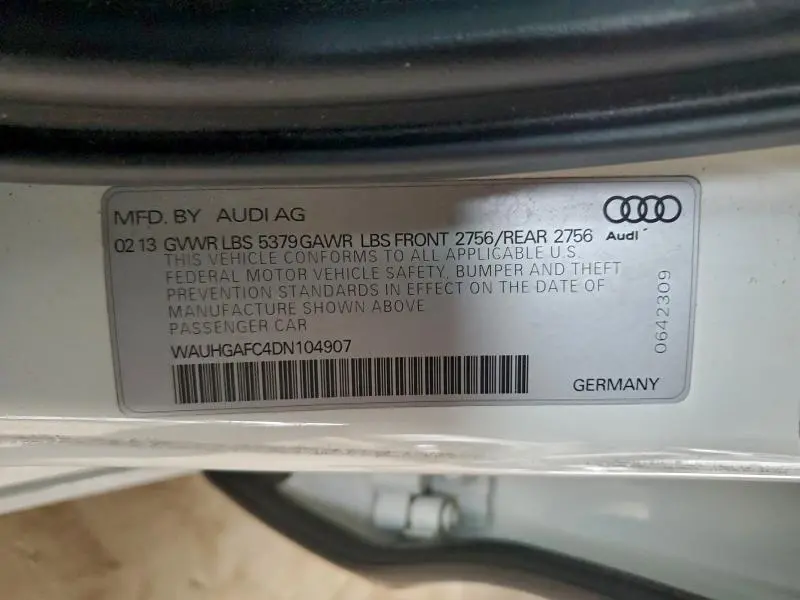 MFD. BY AUDI AG
02 13 GVWR LBS 5379 GAWR LBS FRONT 2756/REAR 2756
Audi
THIS VEHICLE CONFORMS TO ALL APPLICABLE U.S.
FEDERAL MOTOR VEHICLE SAFETY, BUMPER AND THEFT
PREVENTION STANDARDS IN EFFECT ON THE DATE OF
MANUFACTURE SHOWN ABOVE
PASSENGER CAR
0642309
WAUHGAFC4DN104907
GERMANY